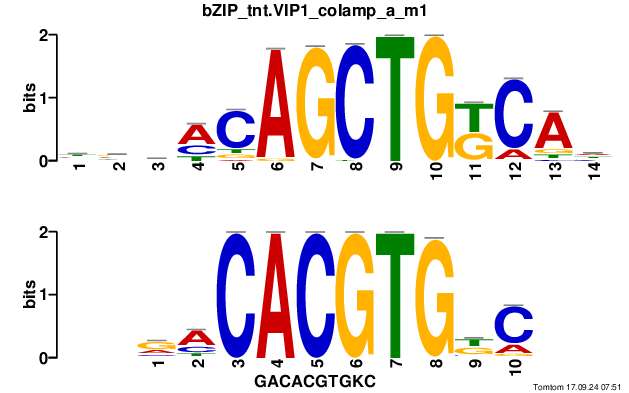 bZIP_tnt.VIP1_colamp_a_m1
bits
2
1
0
ACAGCTGTCA
G
1 2 3 4 5 6 7 8 9 10 11 12 13 14
bits
2
1
0
GACACGTGTC
1 2 3 4 5 6 7 8 9 10
GACACGTGKC
Tomtom 17.09.24 07:51